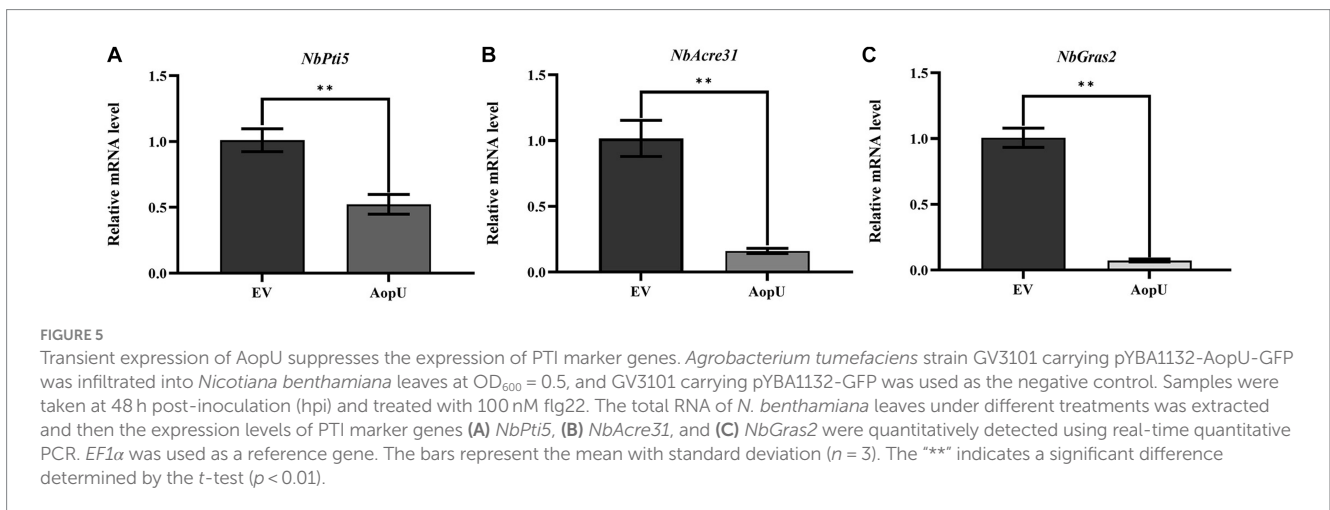 A
NbPti5
Relative mRNA level
1.5
1.0
0.5
0.0
**
EV
AopU
B
NbAcre31
Relative mRNA level
1.5
1.0
0.5
0.0
**
EV
AopU
C
NbGras2
Relative mRNA level
1.5
1.0
0.5
0.0
**
EV
AopU
FIGURE 5
Transient expression of AopU suppresses the expression of PTI marker genes. Agrobacterium tumefaciens strain GV3101 carrying pYBA1132-AopU-GFP
was infiltrated into Nicotiana benthamiana leaves at OD₆₀₀ = 0.5, and GV3101 carrying pYBA1132-GFP was used as the negative control. Samples were
taken at 48 h post-inoculation (hpi) and treated with 100 nM flg22. The total RNA of N. benthamiana leaves under different treatments was extracted
and then the expression levels of PTI marker genes (A) NbPti5, (B) NbAcre31, and (C) NbGras2 were quantitatively detected using real-time quantitative
PCR. EF1α was used as a reference gene. The bars represent the mean with standard deviation (n = 3). The "**" indicates a significant difference
determined by the t-test (p < 0.01).